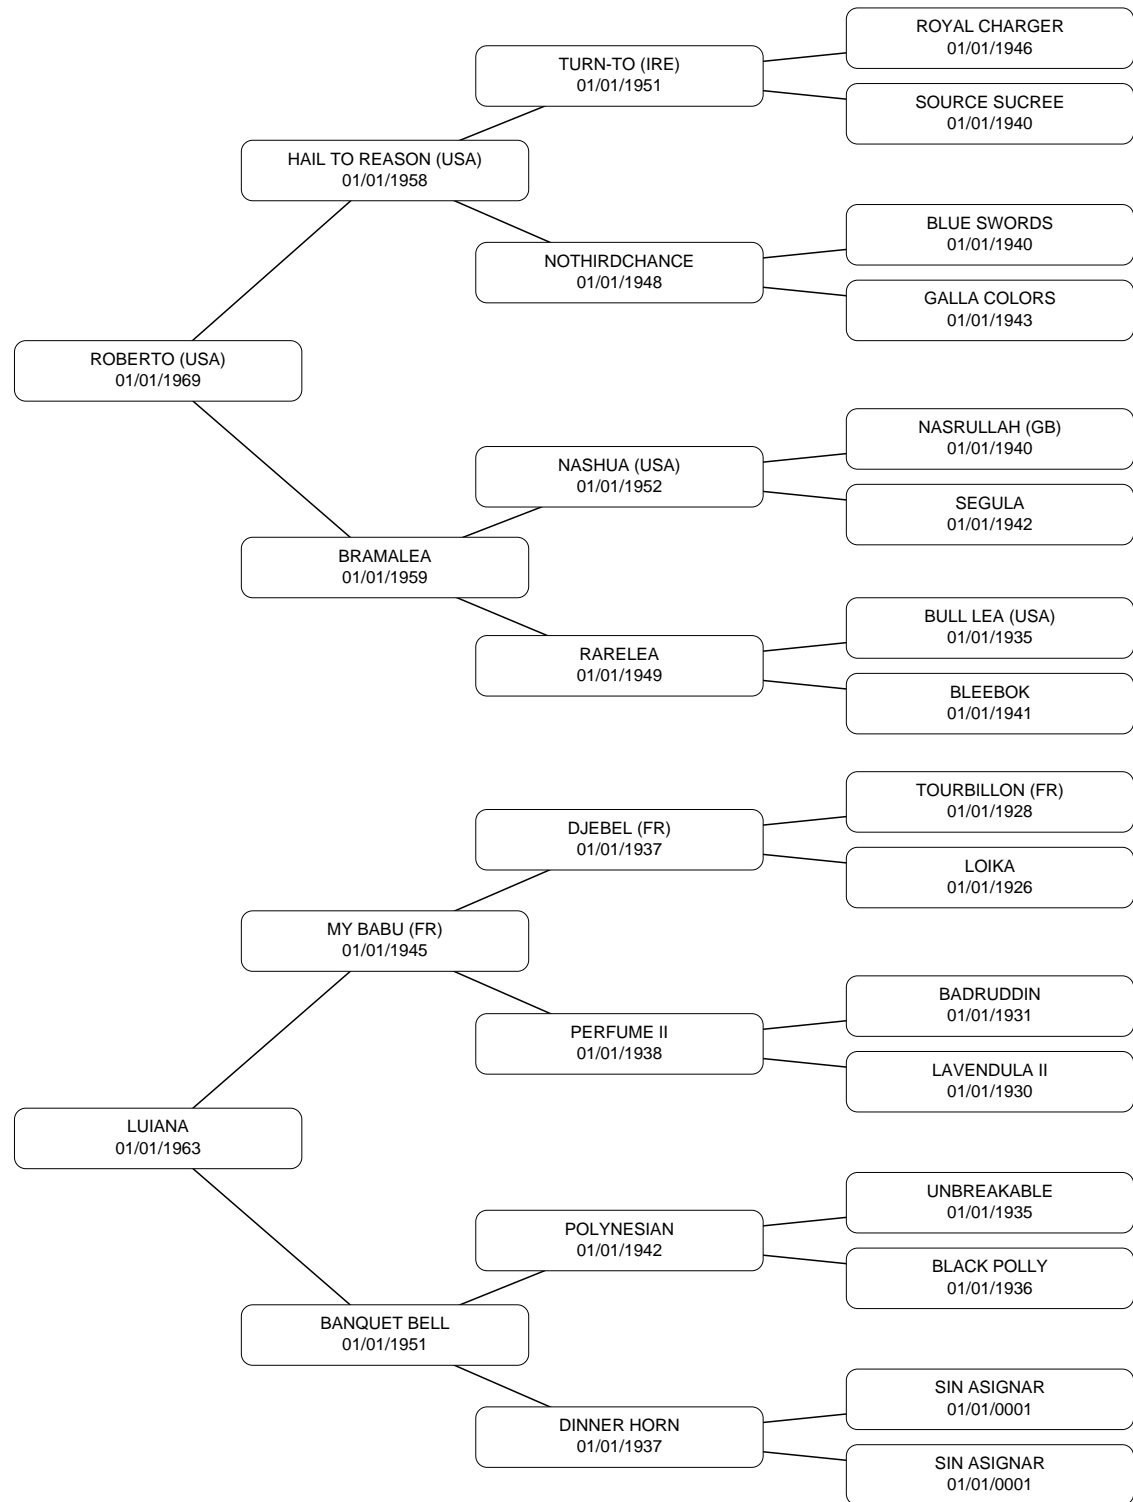 ROYAL CHARGER
01/01/1946
TURN-TO (IRE)
01/01/1951
SOURCE SUCREE
01/01/1940
HAIL TO REASON (USA)
01/01/1958
BLUE SWORDS
01/01/1940
NOTHIRDCHANCE
01/01/1948
GALLA COLORS
01/01/1943
ROBERTO (USA)
01/01/1969
NASRULLAH (GB)
01/01/1940
NASHUA (USA)
01/01/1952
SEGULA
01/01/1942
BRAMALEA
01/01/1959
BULL LEA (USA)
01/01/1935
RARELEA
01/01/1949
BLEEBOK
01/01/1941
TOURBILLON (FR)
01/01/1928
DJEBEL (FR)
01/01/1937
LOIKA
01/01/1926
MY BABU (FR)
01/01/1945
BADRUDDIN
01/01/1931
PERFUME II
01/01/1938
LAVENDULA II
01/01/1930
LUIANA
01/01/1963
UNBREAKABLE
01/01/1935
POLYNESIAN
01/01/1942
BLACK POLLY
01/01/1936
BANQUET BELL
01/01/1951
SIN ASIGNAR
01/01/0001
DINNER HORN
01/01/1937
SIN ASIGNAR
01/01/0001